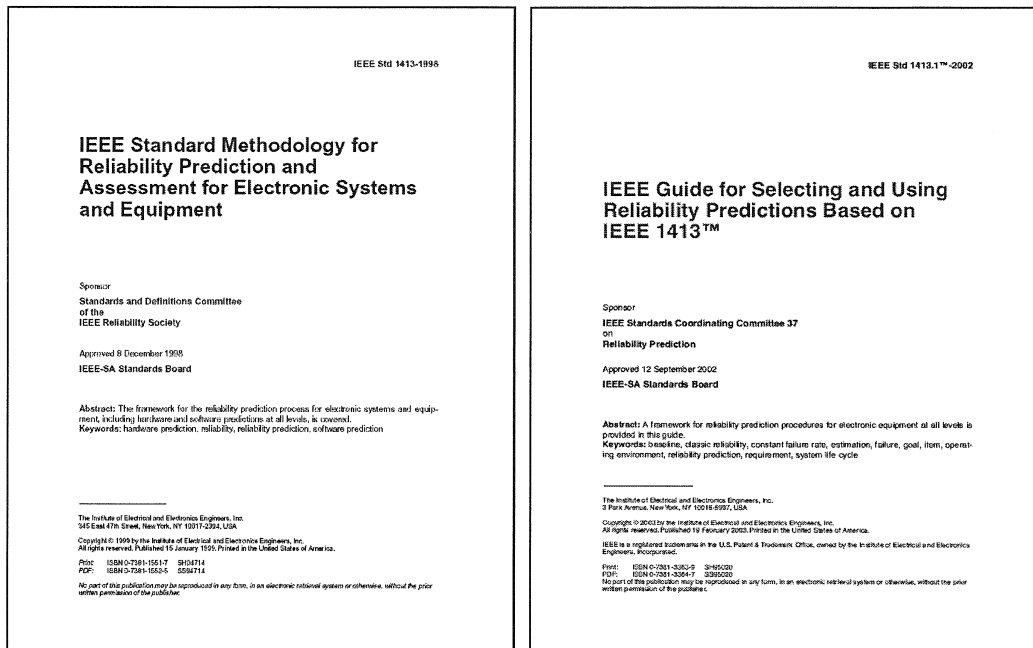 IEEE Std 1413-1998
IEEE Standard Methodology for
Reliability Prediction and
Assessment for Electronic Systems
and Equipment
Sponsor
Standards and Definitions Committee
of the
IEEE Reliability Society
Approved 8 December 1998
IEEE-SA Standards Board
Abstract: The framework for the reliability prediction process for electronic systems and equip-
ment, including hardware and software predictions at all levels, is covered.
Keywords: hardware prediction, reliability, reliability prediction, software prediction
The Institute of Electrical and Electronics Engineers, Inc.
345 East 47th Street, New York, NY 10017-2394, USA
Copyright © 1999 by the Institute of Electrical and Electronics Engineers, Inc.
All rights reserved. Published 15 January 1999. Printed in the United States of America.
Print: ISBN 0-7381-1551-7 SH94714
PDF: ISBN 0-7381-1552-5 SS94714
No part of this publication may be reproduced in any form, in an electronic retrieval system or otherwise, without the prior
written permission of the publisher.
IEEE Std 1413.1™-2002
IEEE Guide for Selecting and Using
Reliability Predictions Based on
IEEE 1413™
Sponsor
IEEE Standards Coordinating Committee 37
on
Reliability Prediction
Approved 12 September 2002
IEEE-SA Standards Board
Abstract: A framework for reliability prediction procedures for electronic equipment at all levels is
provided in this guide.
Keywords: baseline, classic reliability, constant failure rate, estimation, failure, goal, item, operat-
ing environment, reliability prediction, requirement, system life cycle
The Institute of Electrical and Electronics Engineers, Inc.
3 Park Avenue, New York, NY 10016-5997, USA
Copyright © 2003 by the Institute of Electrical and Electronics Engineers, Inc.
All rights reserved. Published 19 February 2003. Printed in the United States of America.
IEEE is a registered trademarks in the U.S. Patent & Trademark Office, owned by the Institute of Electrical and Electronics
Engineers, Incorporated.
Print: ISBN 0-7381-3363-9 SH95020
PDF: ISBN 0-7381-3364-7 SS95020
No part of this publication may be reproduced in any form, in an electronic retrieval system or otherwise, without the prior
written permission of the publisher.